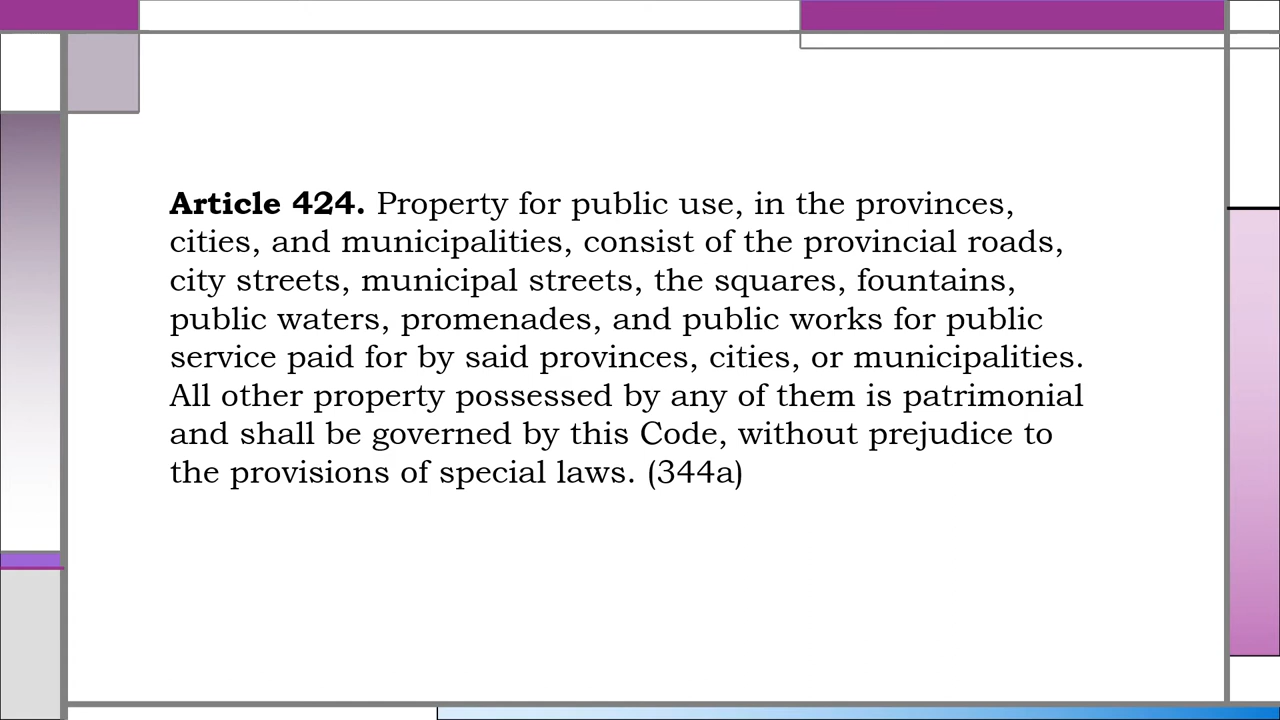 Article 424. Property for public use, in the provinces,
cities, and municipalities, consist of the provincial roads,
city streets, municipal streets, the squares, fountains,
public waters, promenades, and public works for public
service paid for by said provinces, cities, or municipalities.
All other property possessed by any of them is patrimonial
and shall be governed by this Code, without prejudice to
the provisions of special laws. (344a)